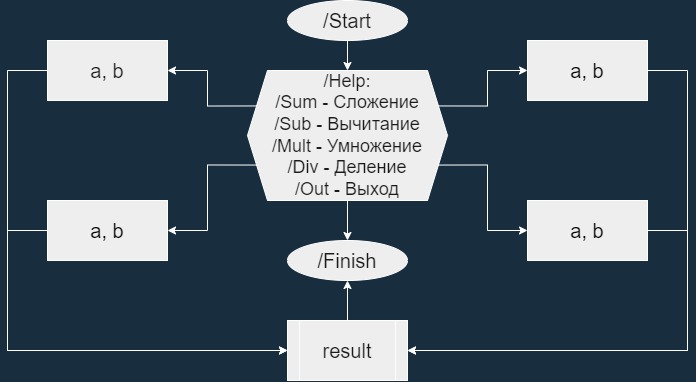 /Start
a, b
a, b
/Help:
/Sum - Сложение
/Sub - Вычитание
/Mult - Умножение
/Div - Деление
/Out - Выход
a, b
a, b
/Finish
result